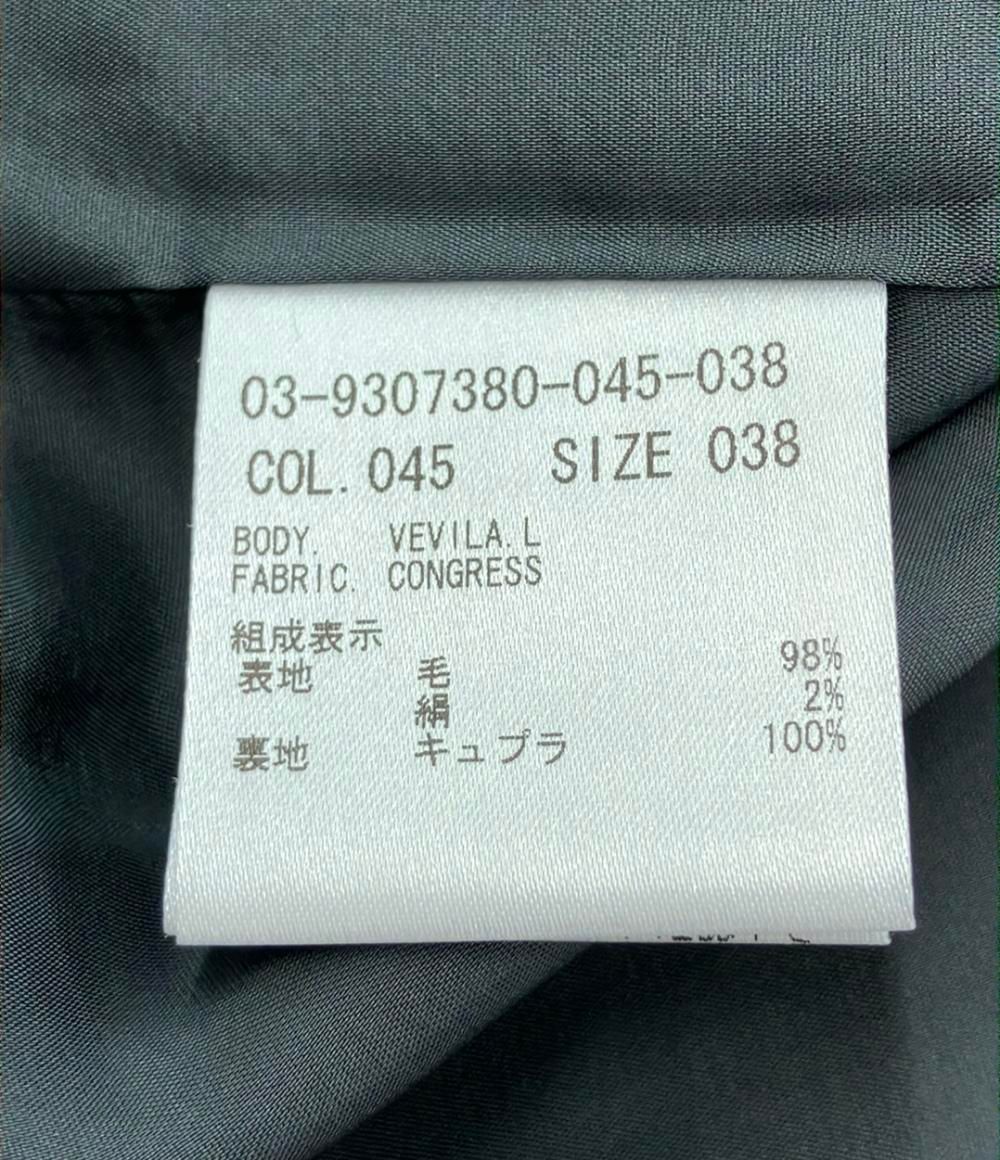 03-9307380-045-038
COL. 045 SIZE 038
BODY. VEVILA.L
FABRIC. CONGRESS
組成表示
表地 毛 98%
絹 2%
裏地 キュプラ 100%